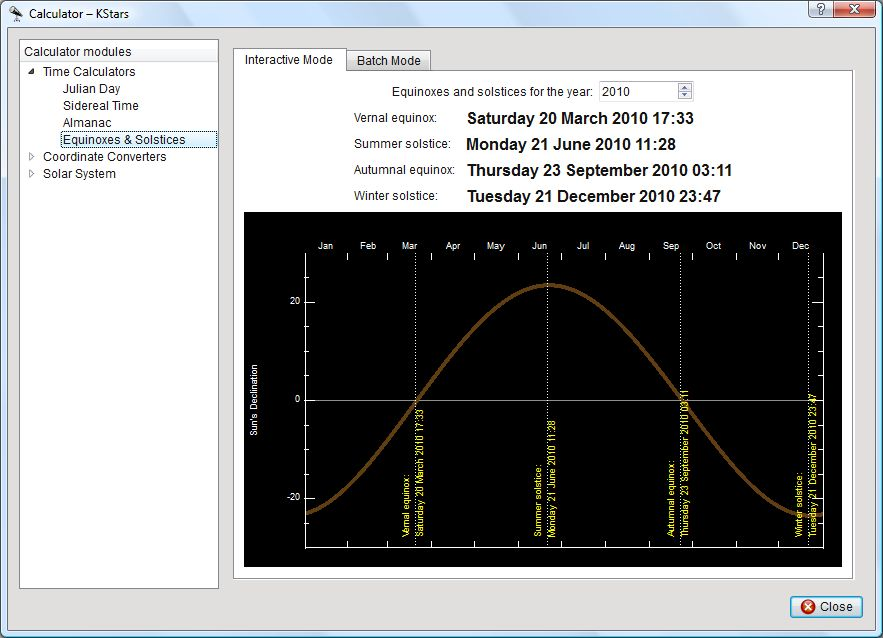 Calculator – KStars
Calculator modules
Time Calculators
Julian Day
Sidereal Time
Almanac
Equinoxes & Solstices
Coordinate Converters
Solar System
Interactive Mode
Batch Mode
Equinoxes and solstices for the year: 2010
Vernal equinox: Saturday 20 March 2010 17:33
Summer solstice: Monday 21 June 2010 11:28
Autumnal equinox: Thursday 23 September 2010 03:11
Winter solstice: Tuesday 21 December 2010 23:47
Jan Feb Mar Apr May Jun Jul Aug Sep Oct Nov Dec
20
0
-20
Sun's Declination
Vernal equinox:
Saturday 20 March 2010 17:33
Summer solstice:
Monday 21 June 2010 11:28
Autumnal equinox:
Thursday 23 September 2010 03:11
Winter solstice:
Tuesday 21 December 2010 23:47
Close